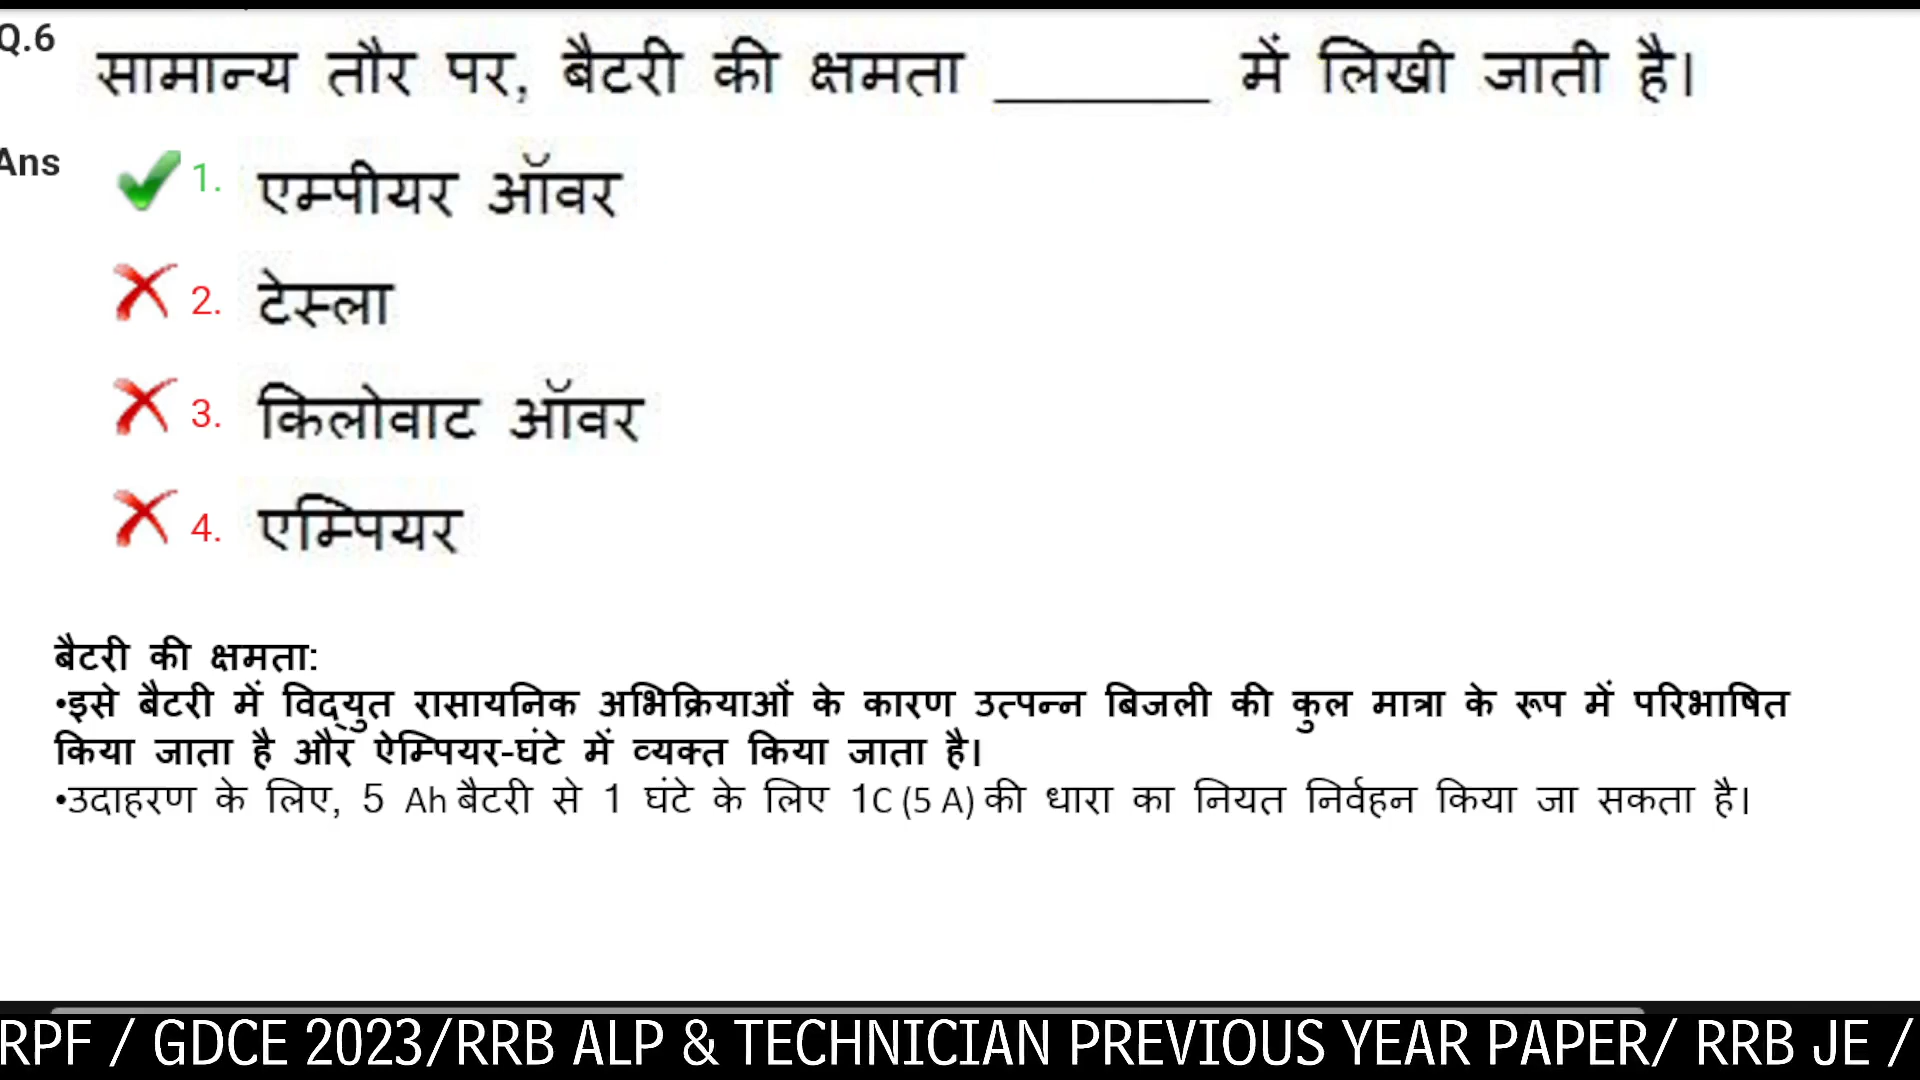 Q.6 सामान्य तौर पर, बैटरी की क्षमता ________ में लिखी जाती है।
Ans 1. एम्पीयर ऑवर
2. टेस्ला
3. किलोवाट ऑवर
4. एम्पियर
बैटरी की क्षमता:
•इसे बैटरी में विद्युत रासायनिक अभिक्रियाओं के कारण उत्पन्न बिजली की कुल मात्रा के रूप में परिभाषित
किया जाता है और ऐम्पियर-घंटे में व्यक्त किया जाता है।
•उदाहरण के लिए, 5 Ah बैटरी से 1 घंटे के लिए 1C (5 A) की धारा का नियत निर्वहन किया जा सकता है।
RPF / GDCE 2023/RRB ALP & TECHNICIAN PREVIOUS YEAR PAPER/ RRB JE /